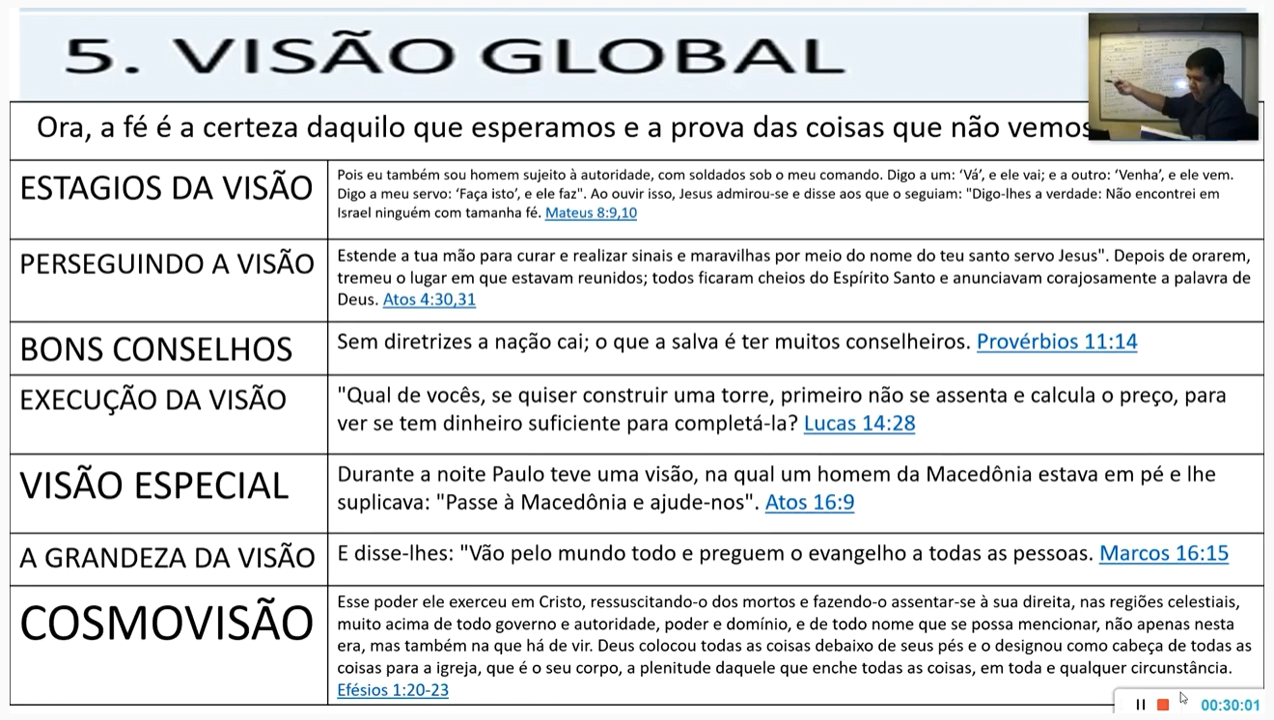 5. VISÃO GLOBAL
Ora, a fé é a certeza daquilo que esperamos e a prova das coisas que não vemos
ESTAGIOS DA VISÃO
Pois eu também sou homem sujeito à autoridade, com soldados sob o meu comando. Digo a um: ‘Vá’, e ele vai; e a outro: ‘Venha’, e ele vem.
Digo a meu servo: ‘Faça isto’, e ele faz". Ao ouvir isso, Jesus admirou-se e disse aos que o seguiam: "Digo-lhes a verdade: Não encontrei em
Israel ninguém com tamanha fé. Mateus 8:9,10
PERSEGUINDO A VISÃO
Estende a tua mão para curar e realizar sinais e maravilhas por meio do nome do teu santo servo Jesus". Depois de orarem,
tremeu o lugar em que estavam reunidos; todos ficaram cheios do Espírito Santo e anunciavam corajosamente a palavra de
Deus. Atos 4:30,31
BONS CONSELHOS
Sem diretrizes a nação cai; o que a salva é ter muitos conselheiros. Provérbios 11:14
EXECUÇÃO DA VISÃO
"Qual de vocês, se quiser construir uma torre, primeiro não se assenta e calcula o preço, para
ver se tem dinheiro suficiente para completá-la? Lucas 14:28
VISÃO ESPECIAL
Durante a noite Paulo teve uma visão, na qual um homem da Macedônia estava em pé e lhe
suplicava: "Passe à Macedônia e ajude-nos". Atos 16:9
A GRANDEZA DA VISÃO
E disse-lhes: "Vão pelo mundo todo e preguem o evangelho a todas as pessoas. Marcos 16:15
COSMOVISÃO
Esse poder ele exerceu em Cristo, ressuscitando-o dos mortos e fazendo-o assentar-se à sua direita, nas regiões celestiais,
muito acima de todo governo e autoridade, poder e domínio, e de todo nome que se possa mencionar, não apenas nesta
era, mas também na que há de vir. Deus colocou todas as coisas debaixo de seus pés e o designou como cabeça de todas as
coisas para a igreja, que é o seu corpo, a plenitude daquele que enche todas as coisas, em toda e qualquer circunstância.
Efésios 1:20-23
00:30:01